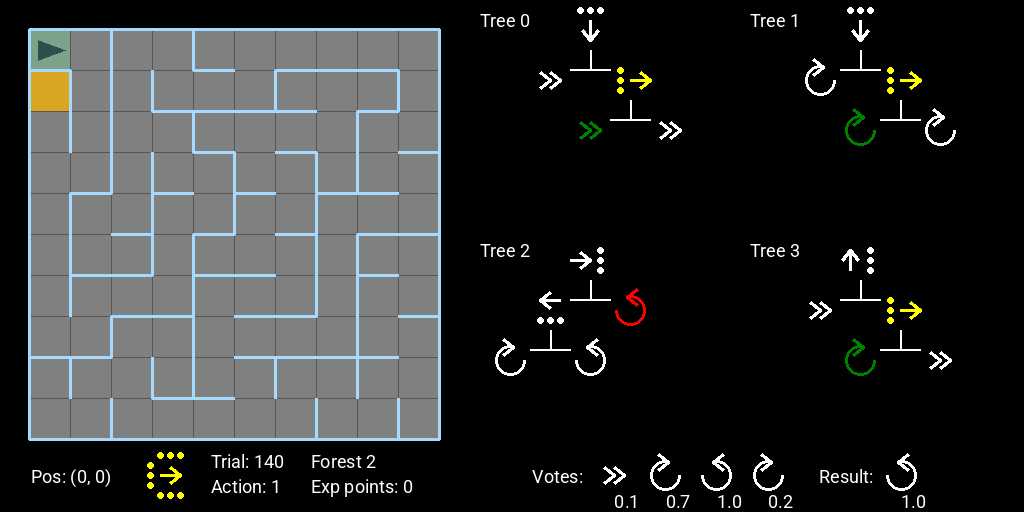 Tree 0
Tree 1
Tree 2
Tree 3
Pos: (0, 0)
Trial: 140
Forest 2
Action: 1
Exp points: 0
Votes:
0.1
0.7
1.0
0.2
Result:
1.0